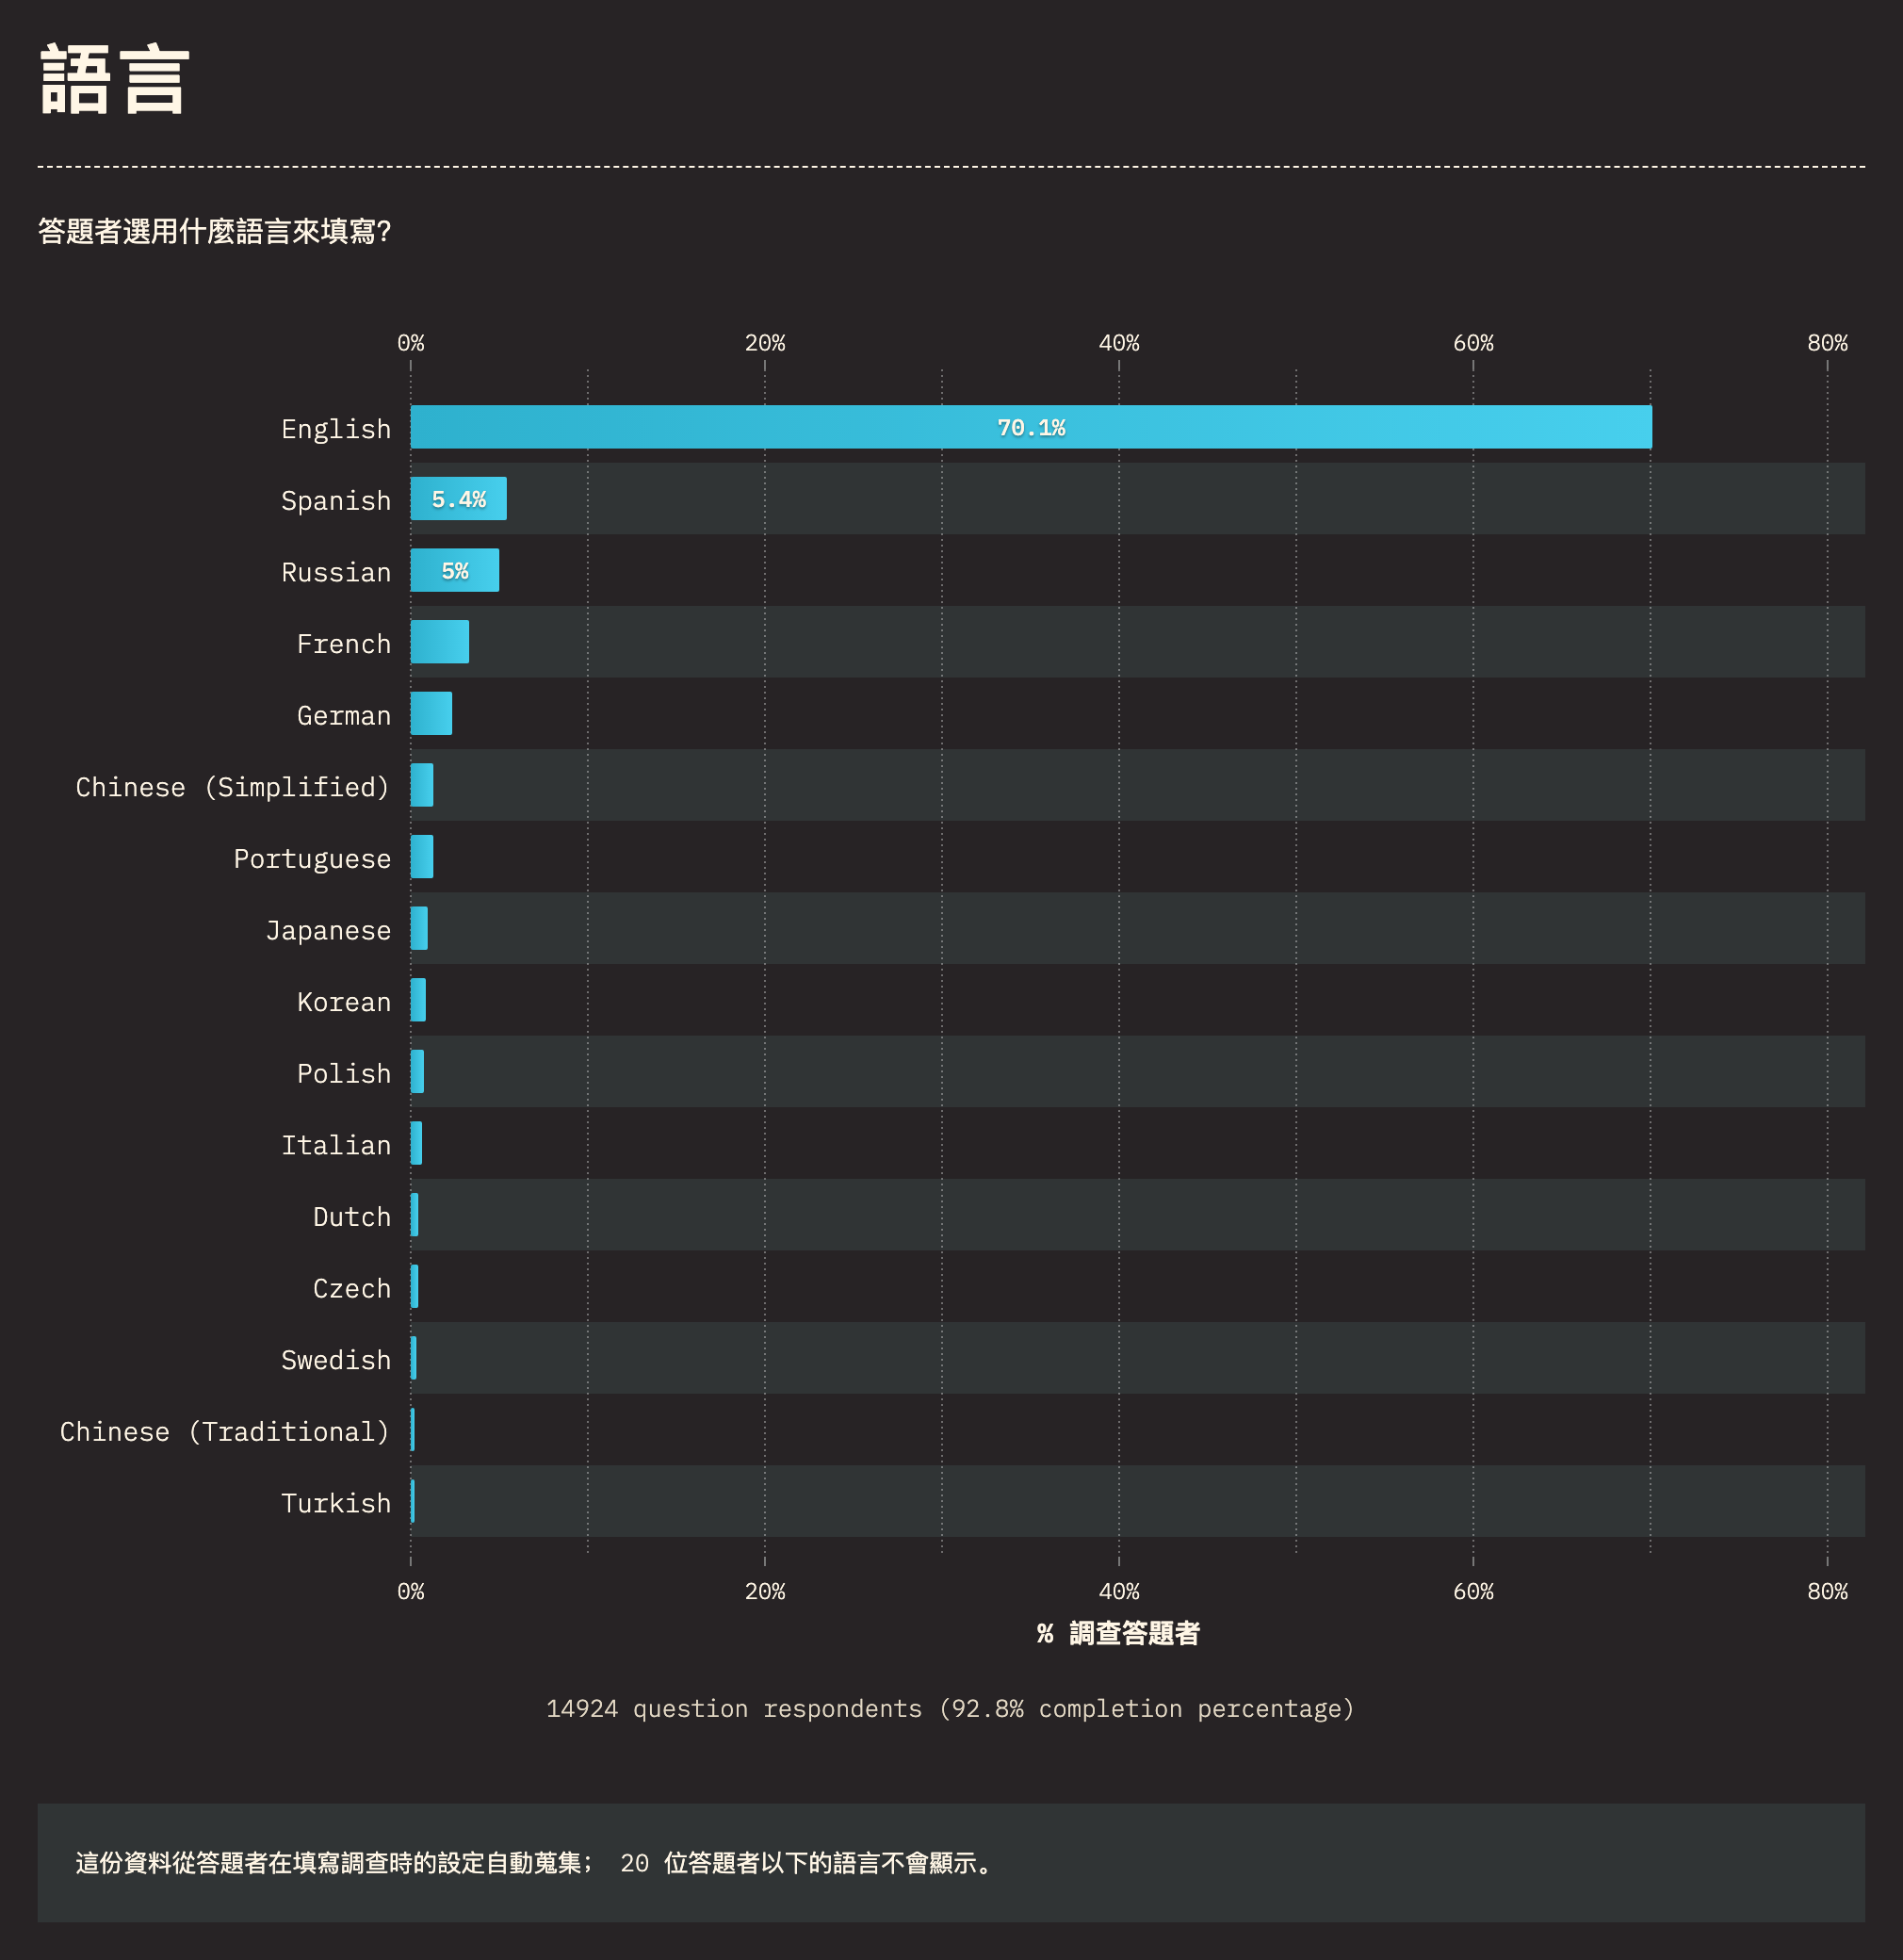 語言
答題者選用什麼語言來填寫?
0% 20% 40% 60% 80%
English 70.1%
Spanish 5.4%
Russian 5%
French
German
Chinese (Simplified)
Portuguese
Japanese
Korean
Polish
Italian
Dutch
Czech
Swedish
Chinese (Traditional)
Turkish
0% 20% 40% 60% 80%
% 調查答題者
14924 question respondents (92.8% completion percentage)
這份資料從答題者在填寫調查時的設定自動蒐集; 20 位答題者以下的語言不會顯示。